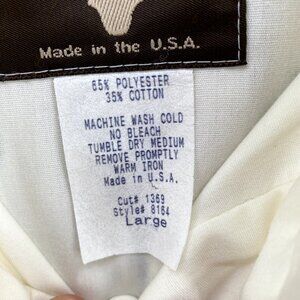 Made in the U.S.A.
65% POLYESTER
35% COTTON
MACHINE WASH COLD
NO BLEACH
TUMBLE DRY MEDIUM
REMOVE PROMPTLY
WARM IRON
Made in U.S.A.
Cut# 1369
Style# 8164
Large